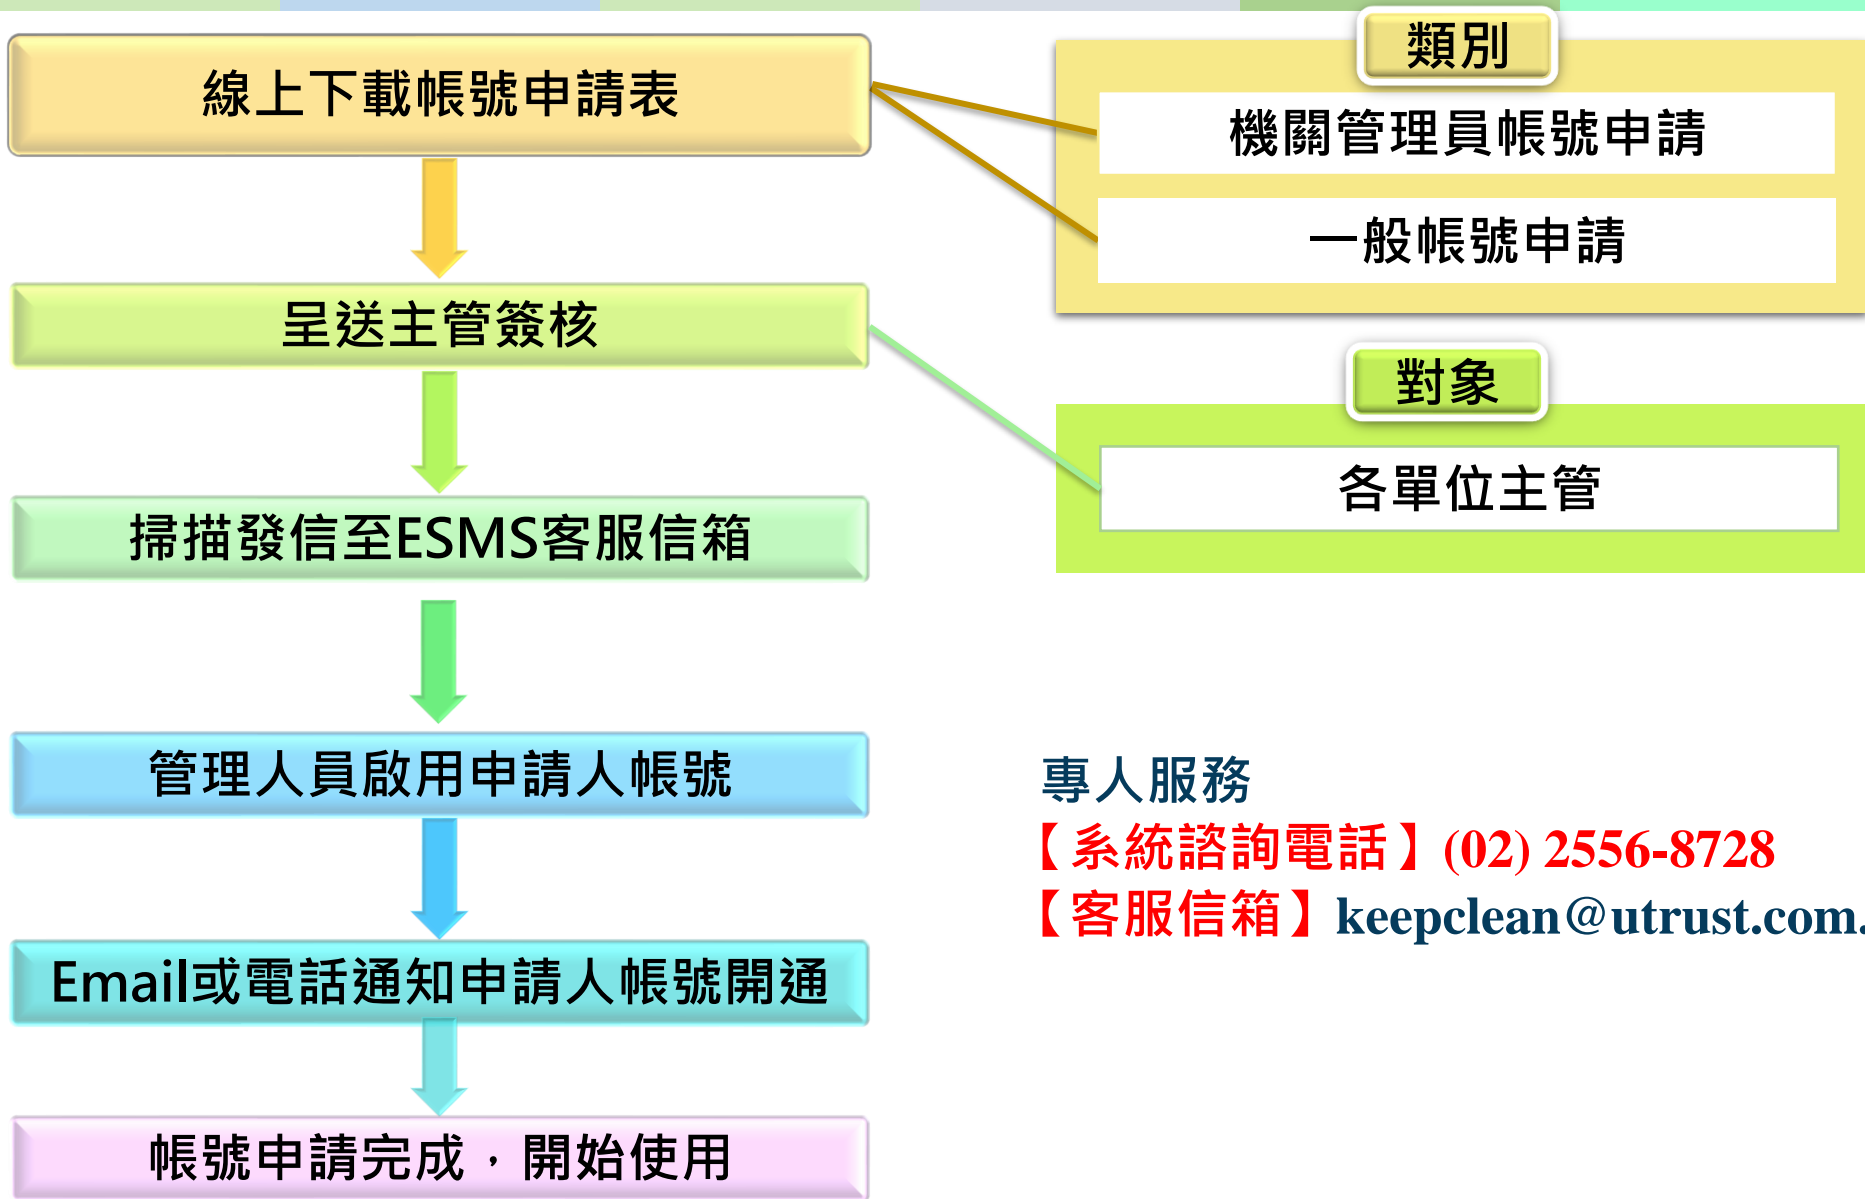 線上下載帳號申請表
呈送主管簽核
掃描發信至ESMS客服信箱
管理人員啟用申請人帳號
Email或電話通知申請人帳號開通
帳號申請完成，開始使用
類別
機關管理員帳號申請
一般帳號申請
對象
各單位主管
專人服務
【系統諮詢電話】(02) 2556-8728
【客服信箱】keepclean@utrust.com.